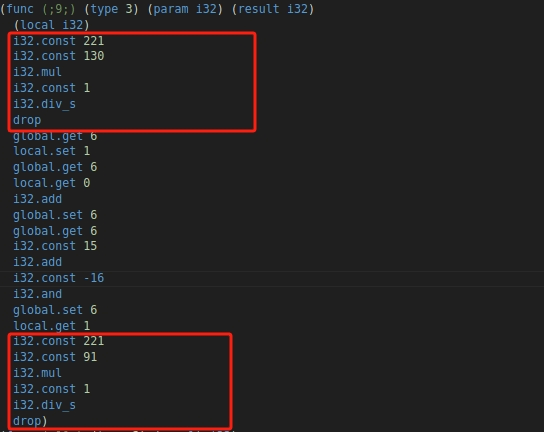 (func (;9;) (type 3) (param i32) (result i32)
(local i32)
i32.const 221
i32.const 130
i32.mul
i32.const 1
i32.div_s
drop
global.get 6
local.set 1
global.get 6
local.get 0
i32.add
global.set 6
global.get 6
i32.const 15
i32.add
i32.const -16
i32.and
global.set 6
local.get 1
i32.const 221
i32.const 91
i32.mul
i32.const 1
i32.div_s
drop)